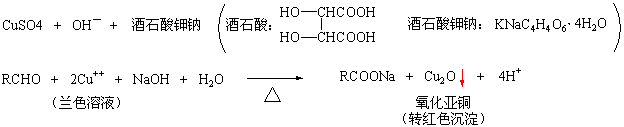 CuSO4 + OH⁻ + 酒石酸钾钠 ( 酒石酸: HO—CHCOOH 酒石酸钾钠: KNaC₄H₄O₆· 4H₂O )
HO—CHCOOH
RCHO + 2Cu⁺⁺ + NaOH + H₂O → RCOONa + Cu₂O↓ + 4H⁺
△
(兰色溶液) 氧化亚铜
(砖红色沉淀)